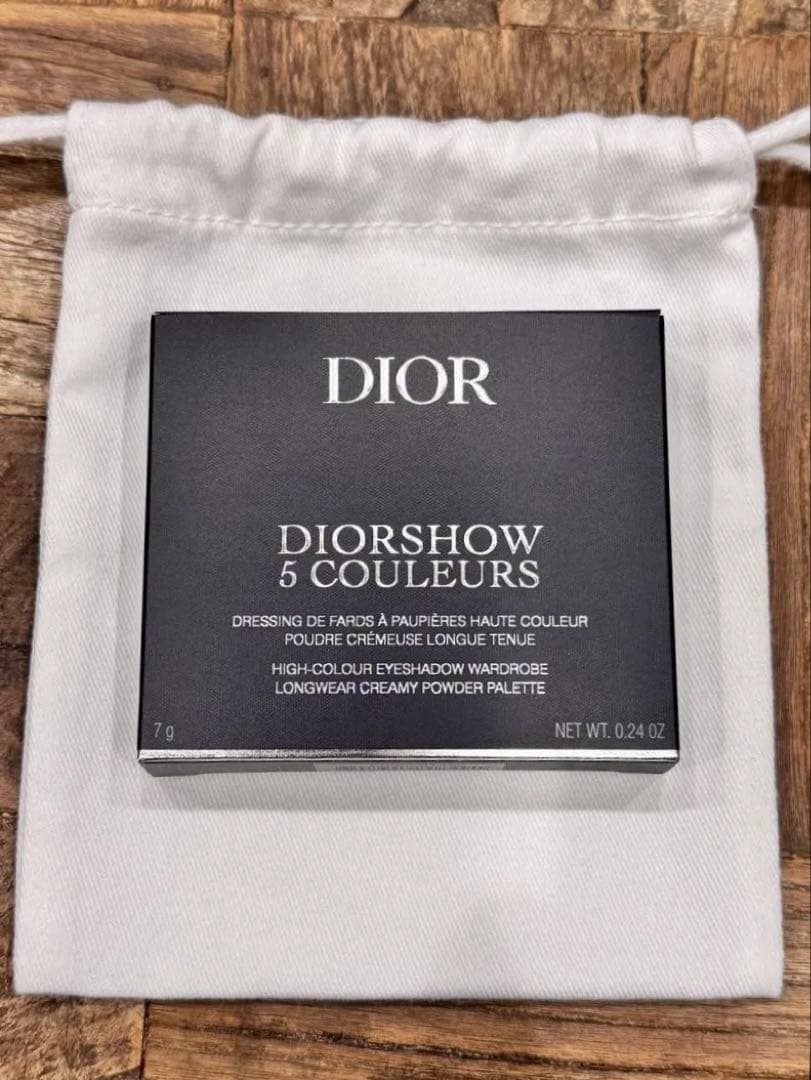 DIOR
DIORSHOW
5 COULEURS
DRESSING DE FARDS À PAUPIÈRES HAUTE COULEUR
POUDRE CRÉMEUSE LONGUE TENUE
HIGH-COLOUR EYESHADOW WARDROBE
LONGWEAR CREAMY POWDER PALETTE
7 g
NET WT. 0.24 OZ